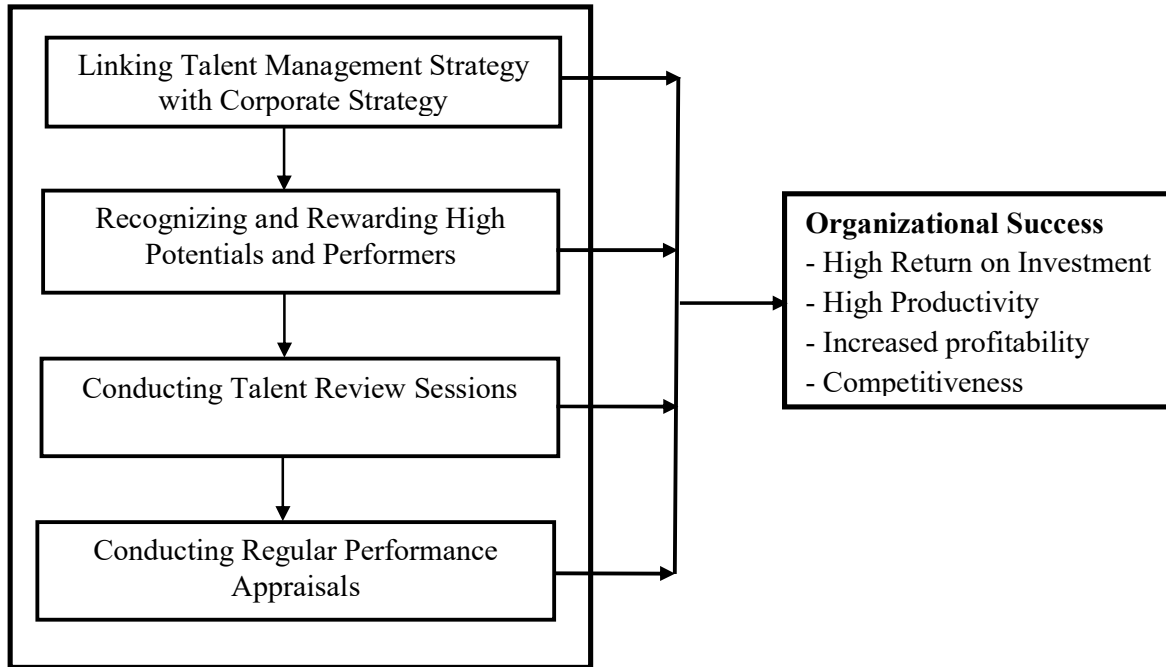 Linking Talent Management Strategy
with Corporate Strategy
Recognizing and Rewarding High
Potentials and Performers
Conducting Talent Review Sessions
Conducting Regular Performance
Appraisals
Organizational Success
- High Return on Investment
- High Productivity
- Increased profitability
- Competitiveness